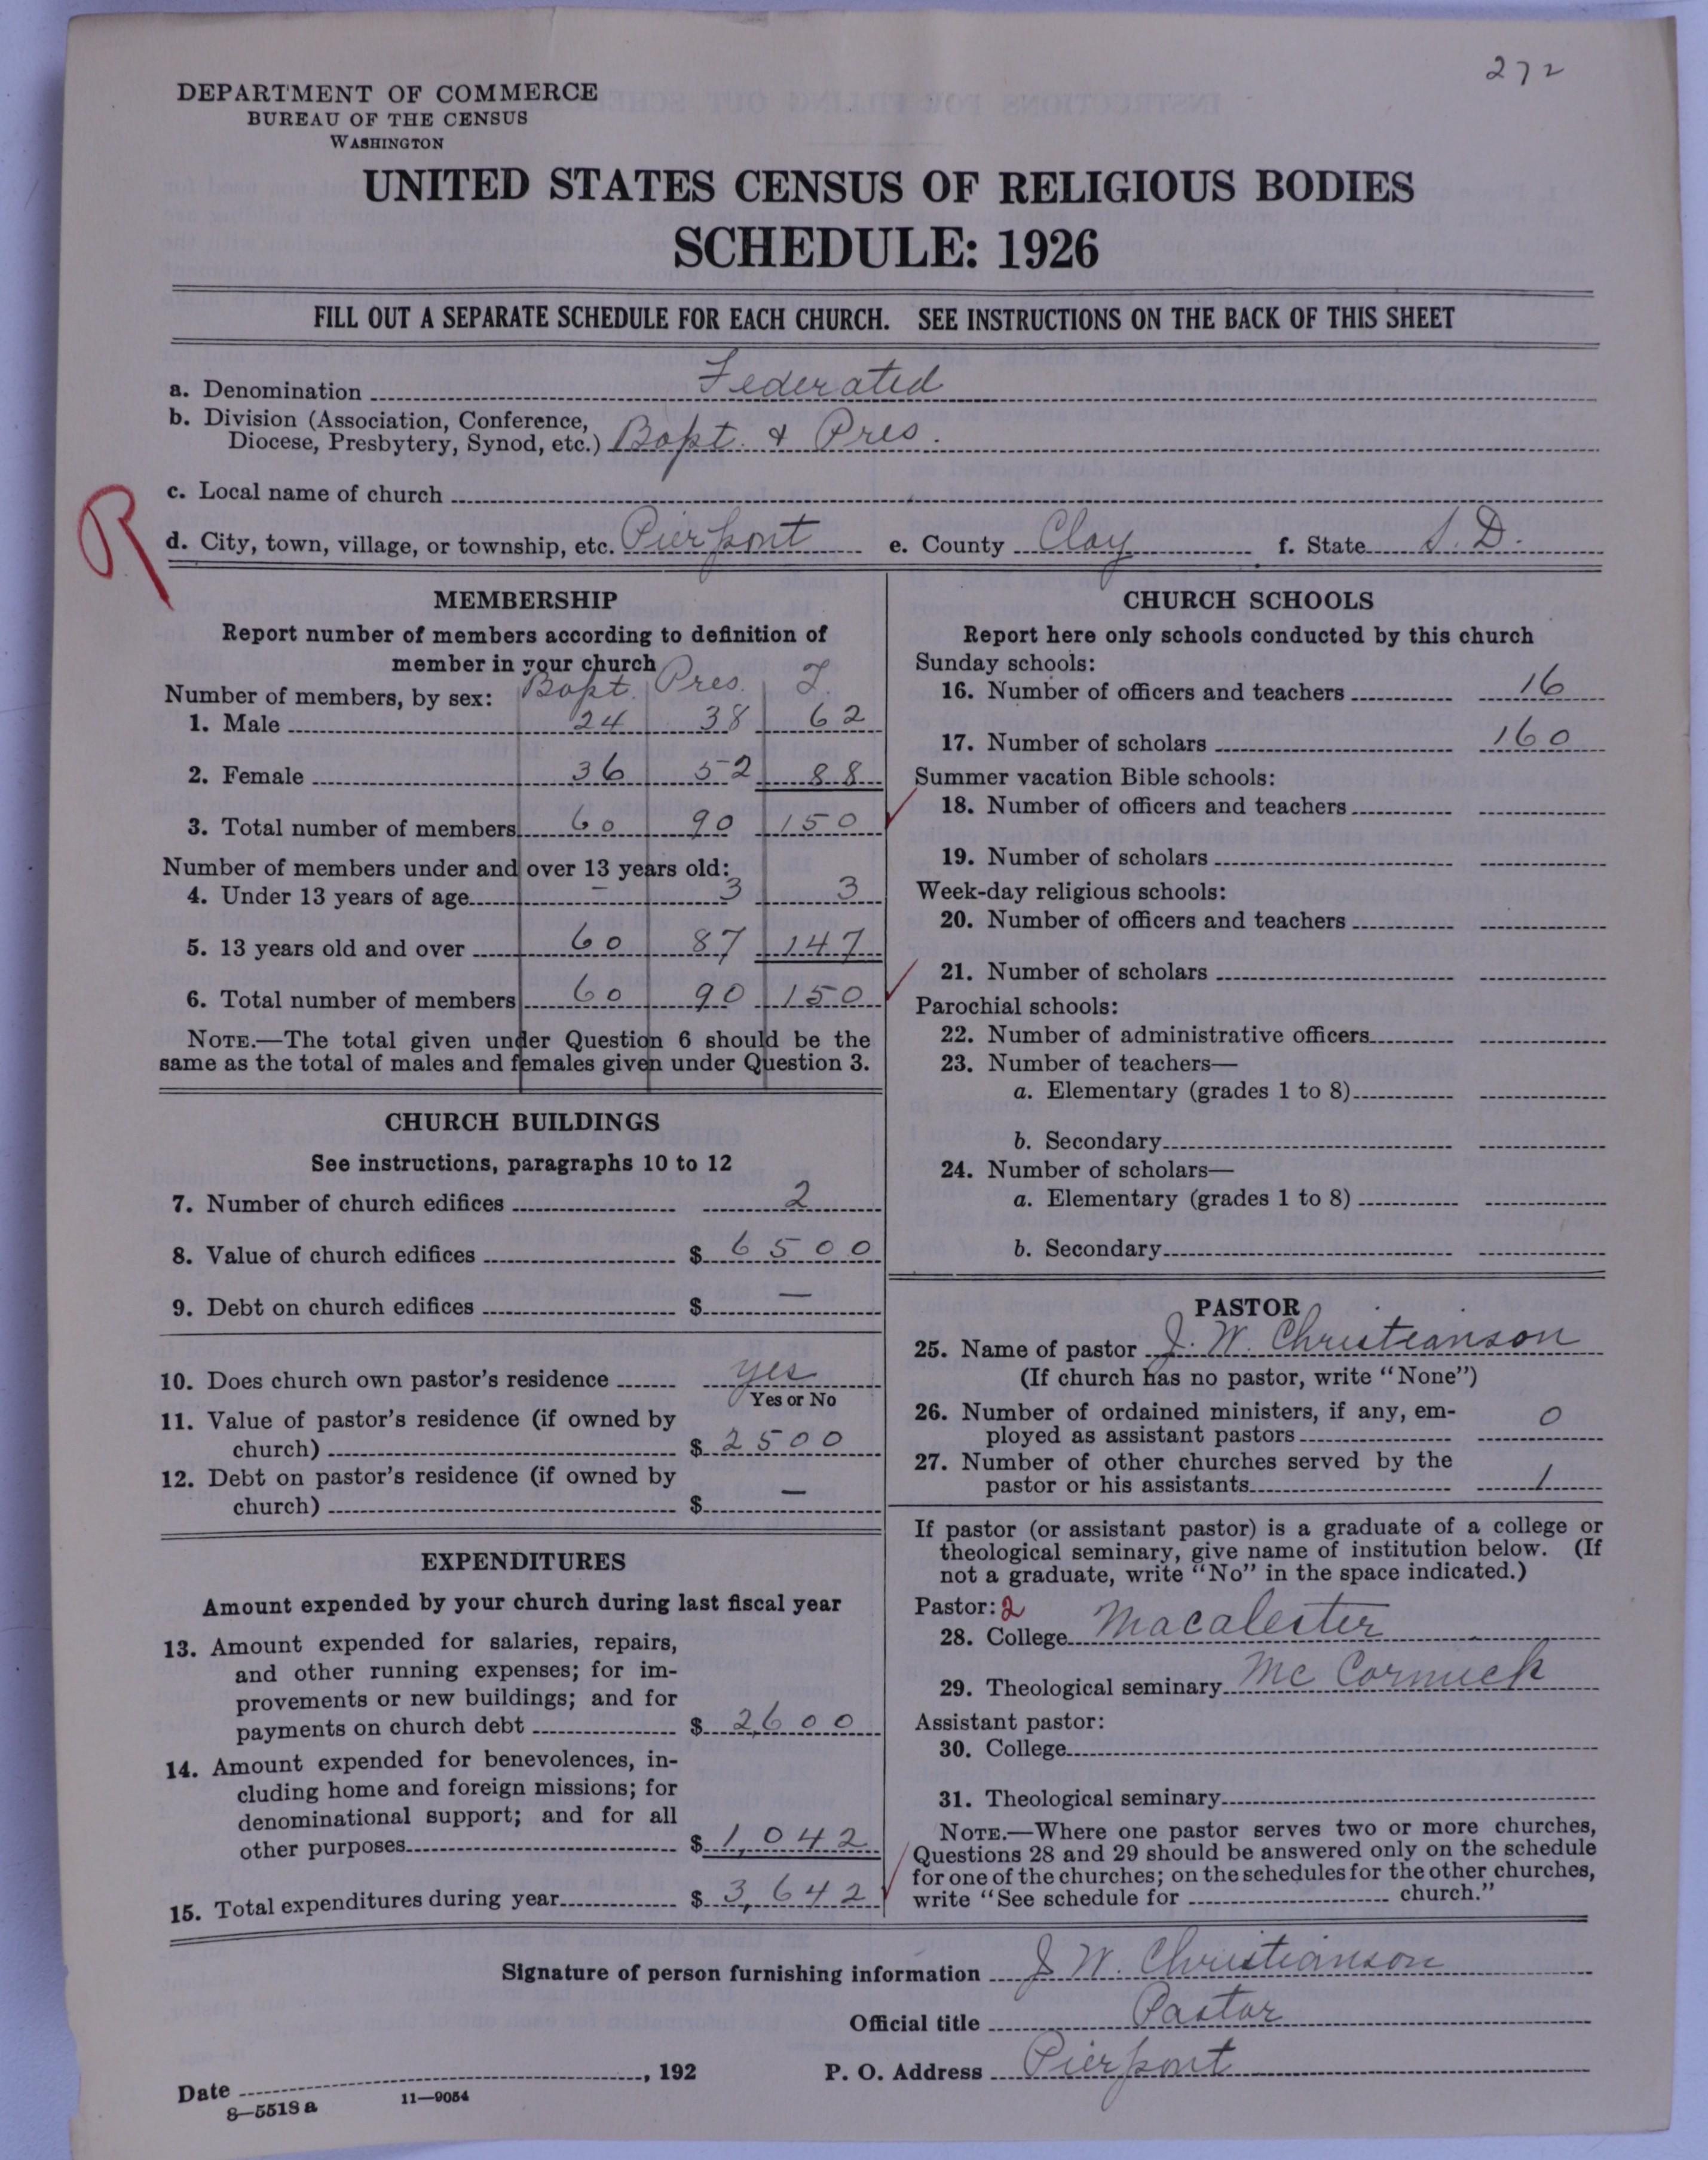 272
DEPARTMENT OF COMMERCE
BUREAU OF THE CENSUS
WASHINGTON
UNITED STATES CENSUS OF RELIGIOUS BODIES
SCHEDULE: 1926
FILL OUT A SEPARATE SCHEDULE FOR EACH CHURCH. SEE INSTRUCTIONS ON THE BACK OF THIS SHEET
a. Denomination Federated
b. Division (Association, Conference,
Diocese, Presbytery, Synod, etc.) Bapt. & Pres.
c. Local name of church
R
d. City, town, village, or township, etc. Pierpont e. County Clay f. State S. D.
MEMBERSHIP
Report number of members according to definition of
member in your church
Number of members, by sex: Bapt. Pres. T
1. Male 24 38 62
2. Female 36 52 88
3. Total number of members 60 90 150
Number of members under and over 13 years old:
4. Under 13 years of age – 3 3
5. 13 years old and over 60 87 147
6. Total number of members 60 90 150
NOTE.—The total given under Question 6 should be the
same as the total of males and females given under Question 3.
CHURCH BUILDINGS
See instructions, paragraphs 10 to 12
7. Number of church edifices 2
8. Value of church edifices $ 6500
9. Debt on church edifices $ —
10. Does church own pastor's residence yes
Yes or No
11. Value of pastor's residence (if owned by
church) $ 2500
12. Debt on pastor's residence (if owned by
church) $ —
EXPENDITURES
Amount expended by your church during last fiscal year
13. Amount expended for salaries, repairs,
and other running expenses; for im-
provements or new buildings; and for
payments on church debt $ 2,600
14. Amount expended for benevolences, in-
cluding home and foreign missions; for
denominational support; and for all
other purposes $ 1,042
15. Total expenditures during year $ 3,642
CHURCH SCHOOLS
Report here only schools conducted by this church
Sunday schools:
16. Number of officers and teachers 16
17. Number of scholars 160
Summer vacation Bible schools:
18. Number of officers and teachers
19. Number of scholars
Week-day religious schools:
20. Number of officers and teachers
21. Number of scholars
Parochial schools:
22. Number of administrative officers
23. Number of teachers—
a. Elementary (grades 1 to 8)
b. Secondary
24. Number of scholars—
a. Elementary (grades 1 to 8)
b. Secondary
PASTOR
25. Name of pastor J. W. Christianson
(If church has no pastor, write "None")
26. Number of ordained ministers, if any, em-
ployed as assistant pastors 0
27. Number of other churches served by the
pastor or his assistants 1
If pastor (or assistant pastor) is a graduate of a college or
theological seminary, give name of institution below. (If
not a graduate, write "No" in the space indicated.)
Pastor: 2
28. College Macalester
29. Theological seminary Mc Cormick
Assistant pastor:
30. College
31. Theological seminary
NOTE.—Where one pastor serves two or more churches,
Questions 28 and 29 should be answered only on the schedule
for one of the churches; on the schedules for the other churches,
write "See schedule for church."
Signature of person furnishing information J W. Christianson
Official title Pastor
Date , 192 P. O. Address Pierpont
8—5518 a 11—9054